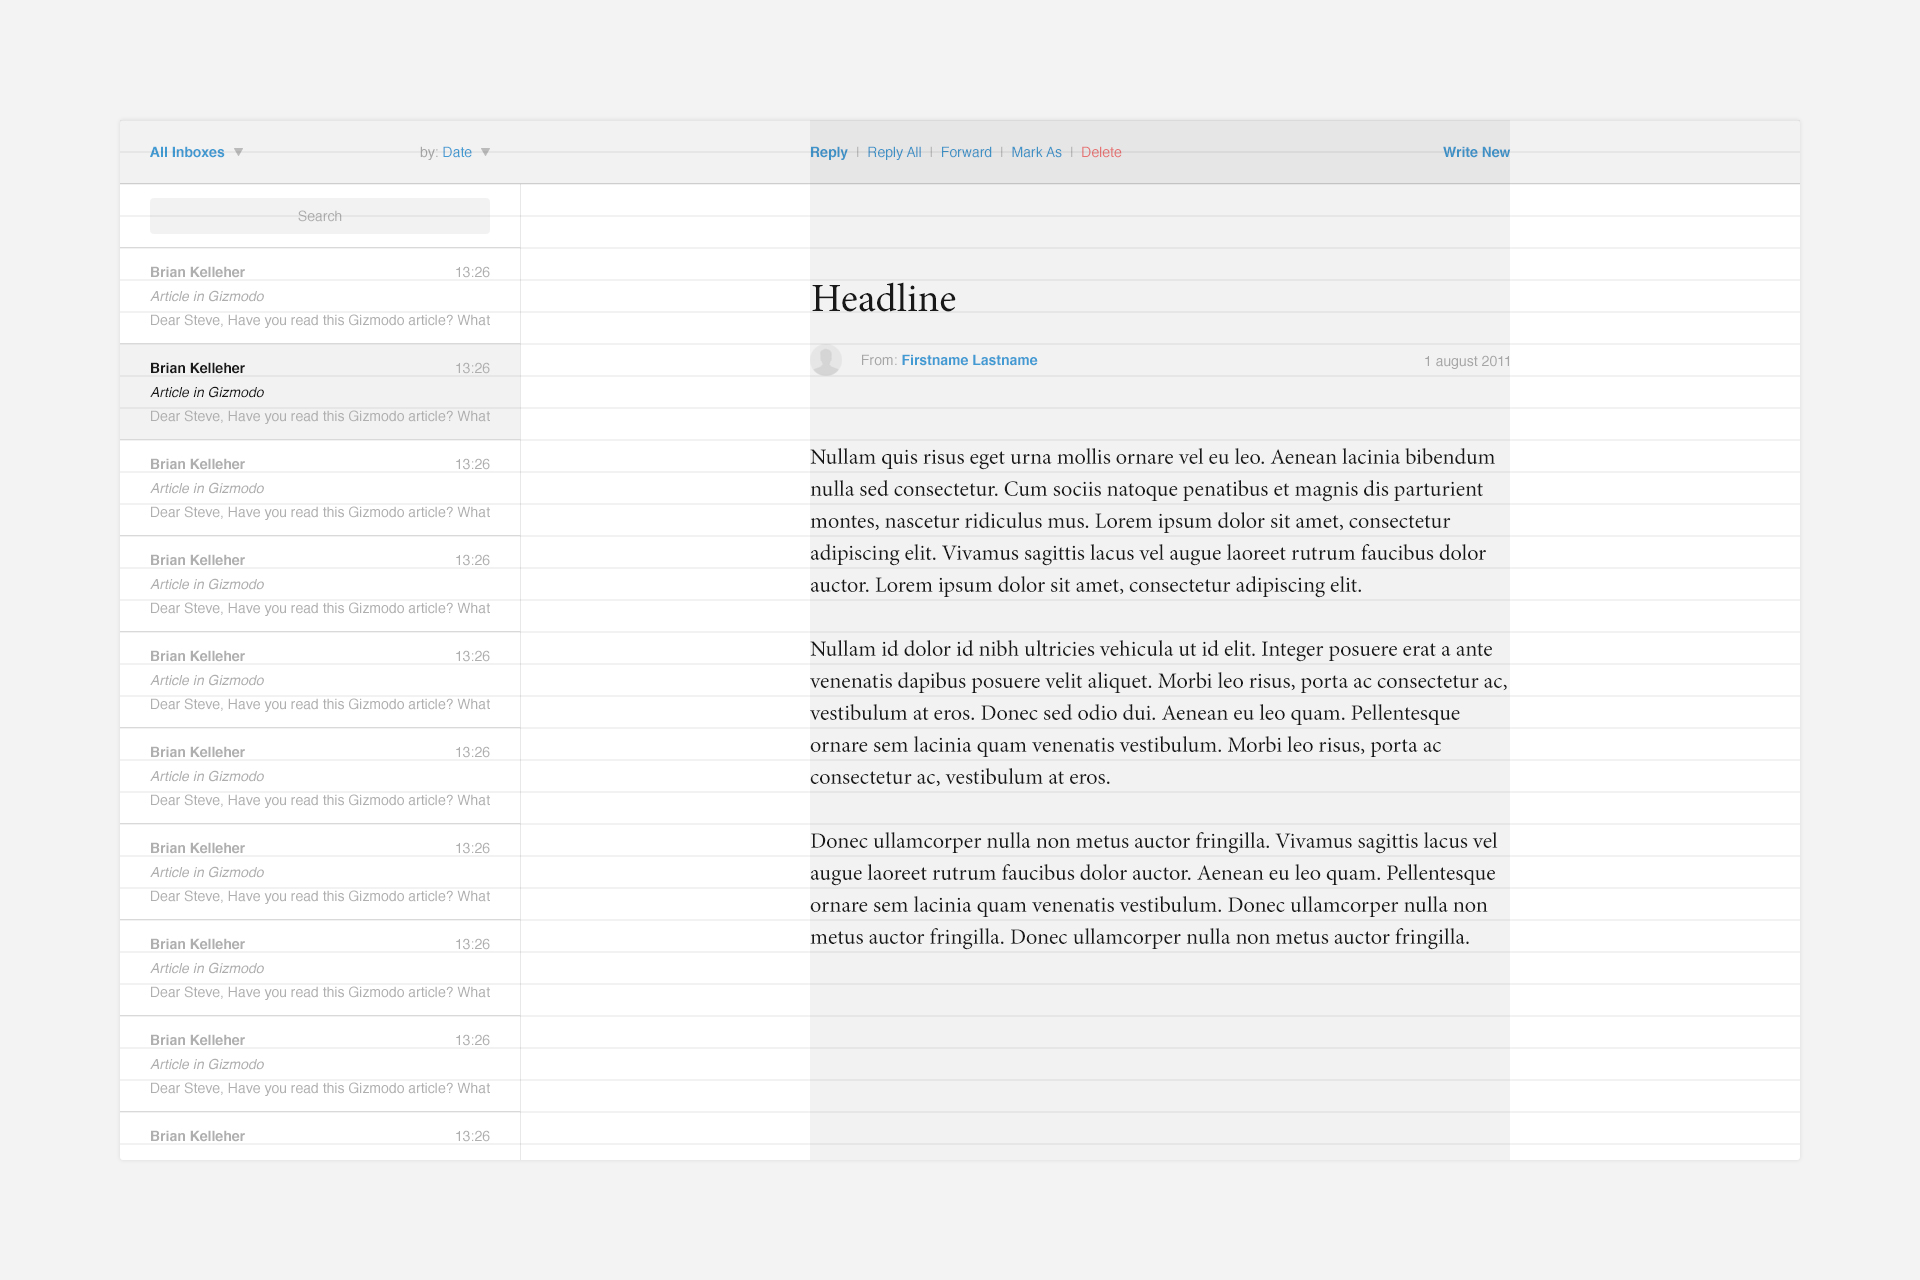 All Inboxes ▼ by: Date ▼
Reply | Reply All | Forward | Mark As | Delete Write New
Search
Brian Kelleher 13:26
Article in Gizmodo
Dear Steve, Have you read this Gizmodo article? What
Brian Kelleher 13:26
Article in Gizmodo
Dear Steve, Have you read this Gizmodo article? What
Brian Kelleher 13:26
Article in Gizmodo
Dear Steve, Have you read this Gizmodo article? What
Brian Kelleher 13:26
Article in Gizmodo
Dear Steve, Have you read this Gizmodo article? What
Brian Kelleher 13:26
Article in Gizmodo
Dear Steve, Have you read this Gizmodo article? What
Brian Kelleher 13:26
Article in Gizmodo
Dear Steve, Have you read this Gizmodo article? What
Brian Kelleher 13:26
Article in Gizmodo
Dear Steve, Have you read this Gizmodo article? What
Brian Kelleher 13:26
Article in Gizmodo
Dear Steve, Have you read this Gizmodo article? What
Brian Kelleher 13:26
Article in Gizmodo
Dear Steve, Have you read this Gizmodo article? What
Brian Kelleher 13:26
Headline
From: Firstname Lastname 1 august 2011
Nullam quis risus eget urna mollis ornare vel eu leo. Aenean lacinia bibendum
nulla sed consectetur. Cum sociis natoque penatibus et magnis dis parturient
montes, nascetur ridiculus mus. Lorem ipsum dolor sit amet, consectetur
adipiscing elit. Vivamus sagittis lacus vel augue laoreet rutrum faucibus dolor
auctor. Lorem ipsum dolor sit amet, consectetur adipiscing elit.
Nullam id dolor id nibh ultricies vehicula ut id elit. Integer posuere erat a ante
venenatis dapibus posuere velit aliquet. Morbi leo risus, porta ac consectetur ac,
vestibulum at eros. Donec sed odio dui. Aenean eu leo quam. Pellentesque
ornare sem lacinia quam venenatis vestibulum. Morbi leo risus, porta ac
consectetur ac, vestibulum at eros.
Donec ullamcorper nulla non metus auctor fringilla. Vivamus sagittis lacus vel
augue laoreet rutrum faucibus dolor auctor. Aenean eu leo quam. Pellentesque
ornare sem lacinia quam venenatis vestibulum. Donec ullamcorper nulla non
metus auctor fringilla. Donec ullamcorper nulla non metus auctor fringilla.